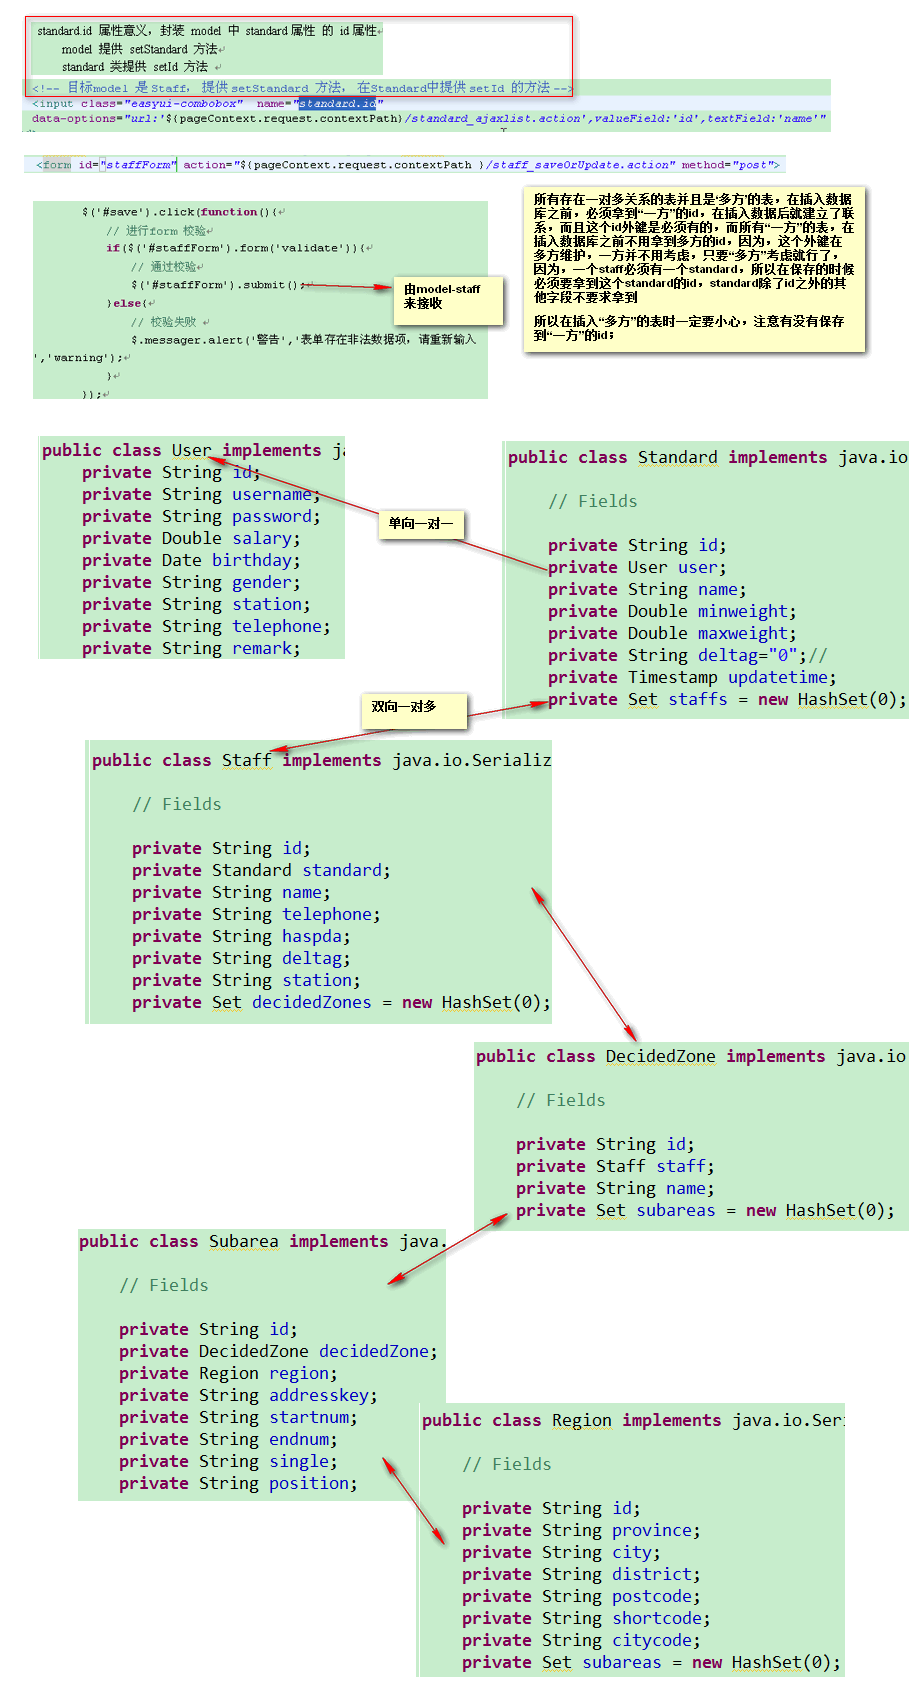 standard.id 属性意义，封装 model 中 standard 属性 的 id 属性
model 提供 setStandard 方法
standard 类提供 setId 方法
<!-- 目标model 是 Staff， 提供 setStandard 方法， 在Standard中提供 setId 的方法 -->
<input class="easyui-combobox" name="standard.id"
data-options="url:'${pageContext.request.contextPath}/standard_ajaxlist.action',valueField:'id',textField:'name'"
<form id="staffForm" action="${pageContext.request.contextPath }/staff_saveOrUpdate.action" method="post">
$('#save').click(function(){
// 进行form 校验
if($('#staffForm').form('validate')){
// 通过校验
$('#staffForm').submit();
}else{
// 校验失败
$.messager.alert('警告','表单存在非法数据项，请重新输入
','warning');
}
});
由model-staff
来接收
所有存在一对多关系的表并且是“多方”的表，在插入数据
库之前，必须拿到“一方”的id，在插入数据后就建立了联
系，而且这个id外键是必须有的，而所有“一方”的表，在
插入数据库之前不用拿到多方的id，因为，这个外键在
多方维护，一方并不用考虑，只要“多方”考虑就行了，
因为，一个staff必须有一个standard，所以在保存的时候
必须要拿到这个standard的id，standard除了id之外的其
他字段不要求拿到
所以在插入“多方”的表时一定要小心，注意有没有保存
到“一方”的id；
public class User implements ja
private String id;
private String username;
private String password;
private Double salary;
private Date birthday;
private String gender;
private String station;
private String telephone;
private String remark;
单向一对一
public class Standard implements java.io
// Fields
private String id;
private User user;
private String name;
private Double minweight;
private Double maxweight;
private String deltag="0";//
private Timestamp updatetime;
private Set staffs = new HashSet(0);
双向一对多
public class Staff implements java.io.Serializ
// Fields
private String id;
private Standard standard;
private String name;
private String telephone;
private String haspda;
private String deltag;
private String station;
private Set decidedZones = new HashSet(0);
public class DecidedZone implements java.io
// Fields
private String id;
private Staff staff;
private String name;
private Set subareas = new HashSet(0);
public class Subarea implements java.
// Fields
private String id;
private DecidedZone decidedZone;
private Region region;
private String addresskey;
private String startnum;
private String endnum;
private String single;
private String position;
public class Region implements java.io.Seri
// Fields
private String id;
private String province;
private String city;
private String district;
private String postcode;
private String shortcode;
private String citycode;
private Set subareas = new HashSet(0);